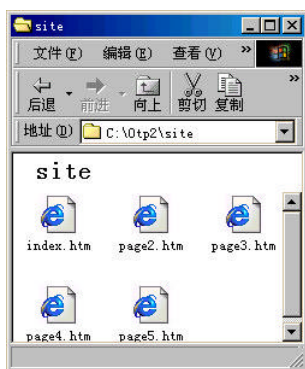 site
文件(F) 编辑(E) 查看(V) »
后退 前进 向上 剪切 复制 »
地址(D) C:\Otp2\site
site
index.htm page2.htm page3.htm
page4.htm page5.htm